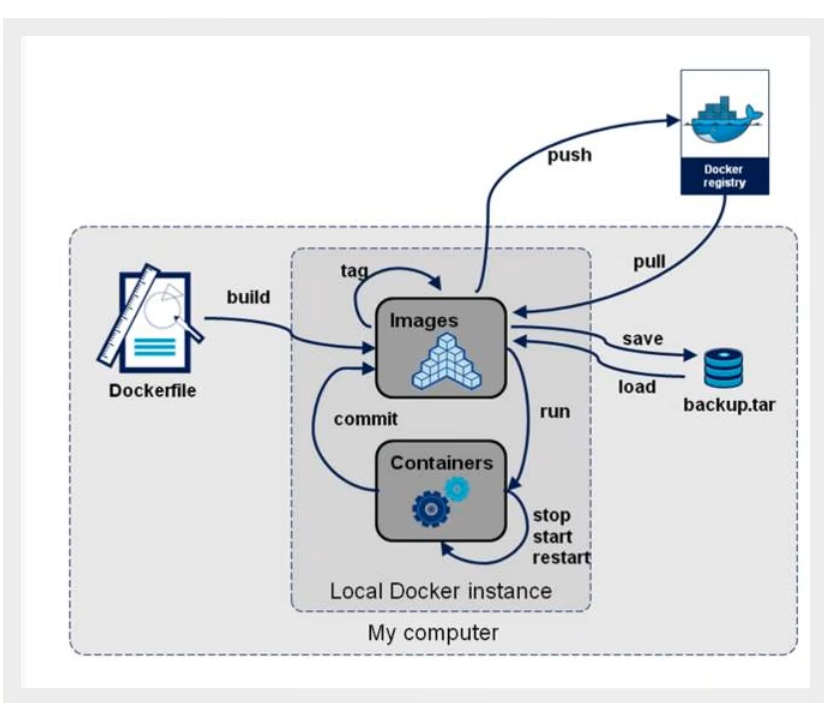 Docker
registry
push
pull
tag
build
Images
save
Dockerfile
load
backup.tar
commit
run
Containers
stop
start
restart
Local Docker instance
My computer